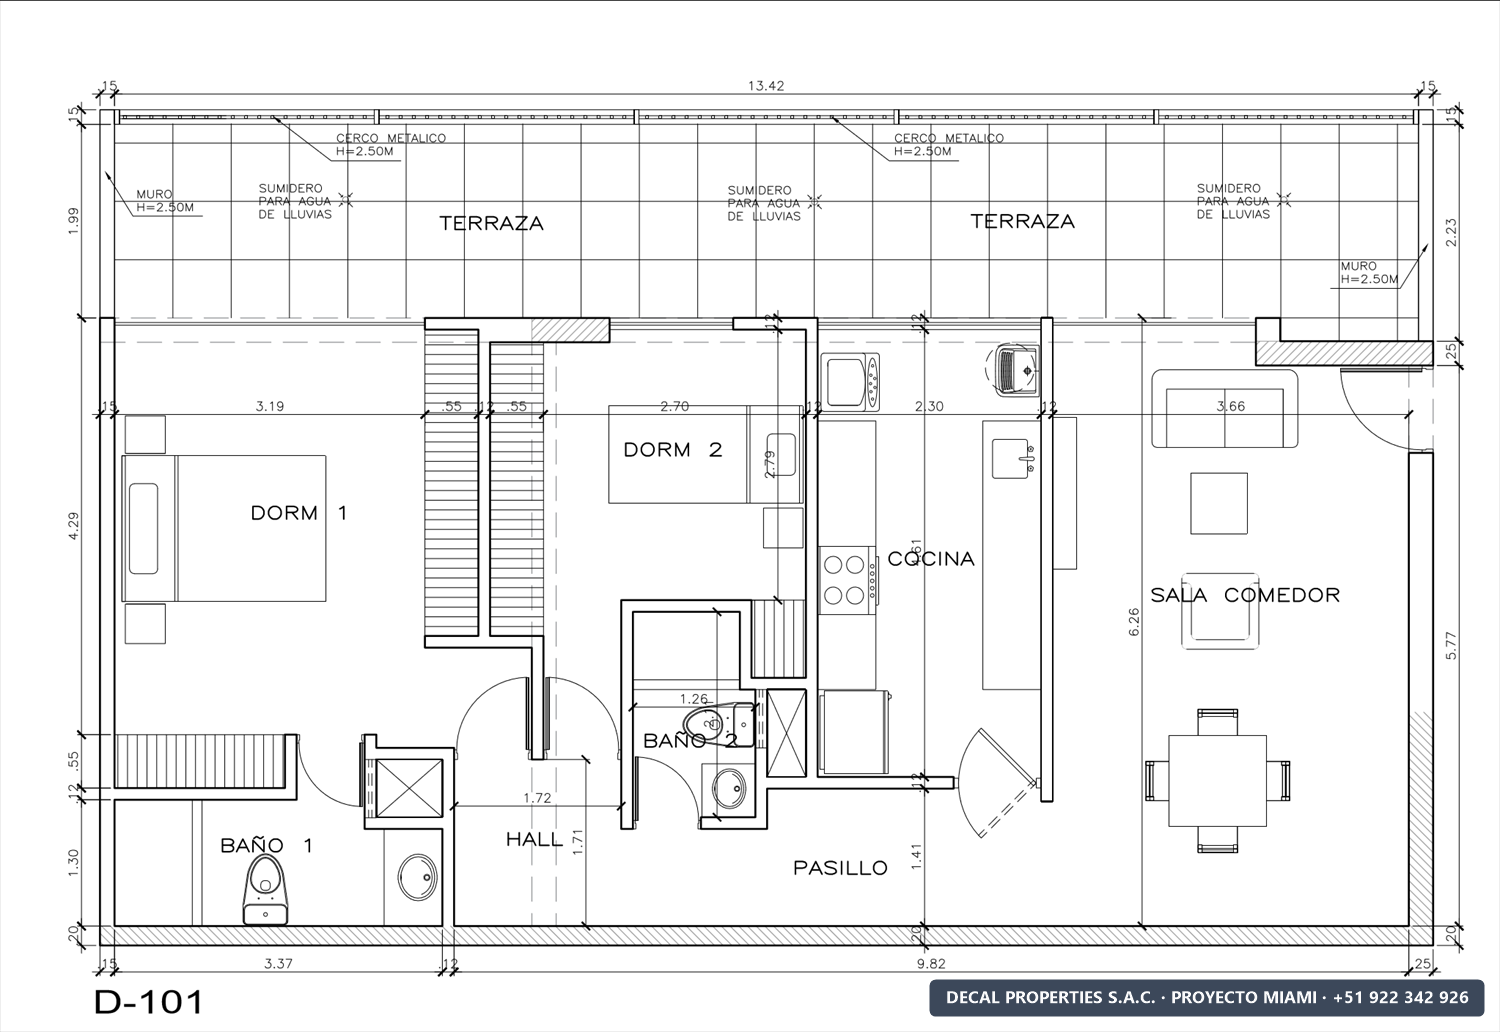 .15
13.42
.15
.15
.15
CERCO METALICO
H=2.50M
CERCO METALICO
H=2.50M
MURO
H=2.50M
SUMIDERO
PARA AGUA
DE LLUVIAS
SUMIDERO
PARA AGUA
DE LLUVIAS
SUMIDERO
PARA AGUA
DE LLUVIAS
1.99
TERRAZA
TERRAZA
2.23
MURO
H=2.50M
.12
.12
.25
.15
3.19
.55
.12
.55
2.70
.12
2.30
.12
3.66
DORM 1
DORM 2
2.79
4.29
COCINA
SALA COMEDOR
6.26
5.77
1.26
BAÑO 2
.55
.12
.12
1.72
HALL
1.71
BAÑO 1
1.30
PASILLO
1.41
.20
.20
.20
.15
3.37
.12
9.82
.25
D-101
DECAL PROPERTIES S.A.C. · PROYECTO MIAMI · +51 922 342 926